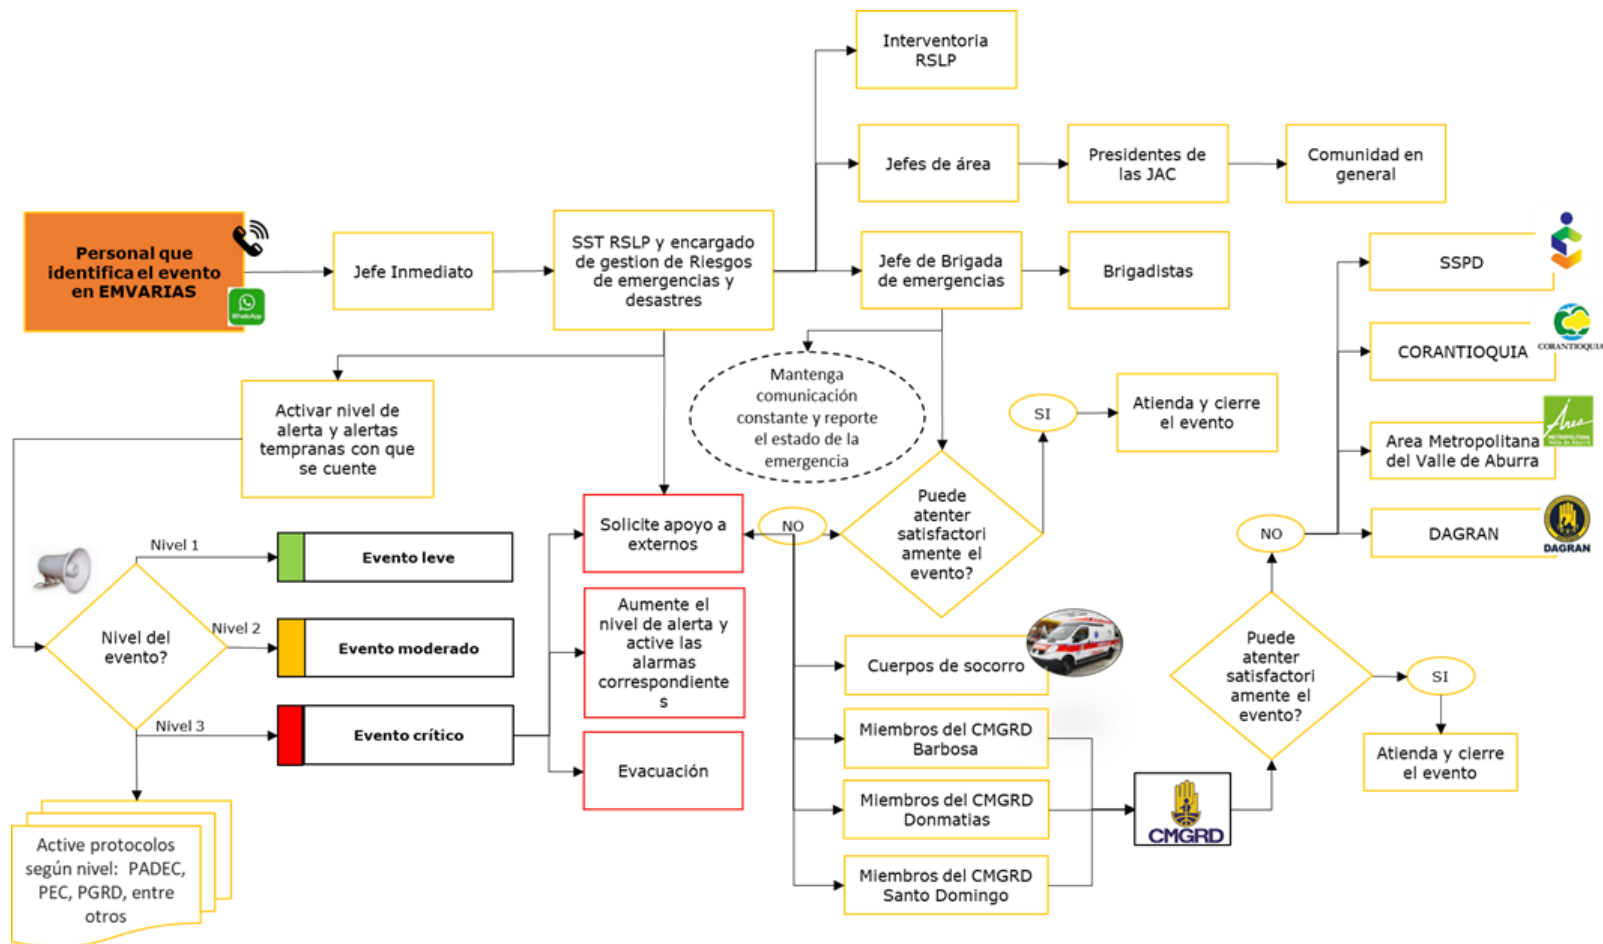 Interventoria
RSLP
Jefes de área
Presidentes de
las JAC
Comunidad en
general
Personal que
identifica el evento
en EMVARIAS
WhatsApp
Jefe Inmediato
SST RSLP y encargado
de gestion de Riesgos
de emergencias y
desastres
Jefe de Brigada
de emergencias
Brigadistas
SSPD
CORANTIOQUIA
CORANTIOQUIA
Area Metropolitana
del Valle de Aburra
Área
METROPOLITANA
Valle de Aburrá
DAGRAN
DAGRAN
Mantenga
comunicación
constante y reporte
el estado de la
emergencia
Activar nivel de
alerta y alertas
tempranas con que
se cuente
SI
Atienda y cierre
el evento
Puede
atenter
satisfactori
amente el
evento?
NO
Solicite apoyo a
externos
Nivel 1
Evento leve
Nivel del
evento?
Nivel 2
Evento moderado
Nivel 3
Evento crítico
Aumente el
nivel de alerta y
active las
alarmas
correspondiente
s
Evacuación
Cuerpos de socorro
Miembros del CMGRD
Barbosa
Miembros del CMGRD
Donmatias
Miembros del CMGRD
Santo Domingo
CMGRD
NO
Puede
atenter
satisfactori
amente el
evento?
SI
Atienda y cierre
el evento
Active protocolos
según nivel: PADEC,
PEC, PGRD, entre
otros